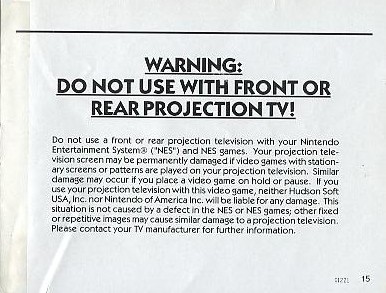 WARNING:
DO NOT USE WITH FRONT OR
REAR PROJECTION TV!
Do not use a front or rear projection television with your Nintendo
Entertainment System® ("NES") and NES games. Your projection tele-
vision screen may be permanently damaged if video games with station-
ary screens or patterns are played on your projection television. Similar
damage may occur if you place a video game on hold or pause. If you
use your projection television with this video game, neither Hudson Soft
USA, Inc. nor Nintendo of America Inc. will be liable for any damage. This
situation is not caused by a defect in the NES or NES games; other fixed
or repetitive images may cause similar damage to a projection television.
Please contact your TV manufacturer for further information.
15